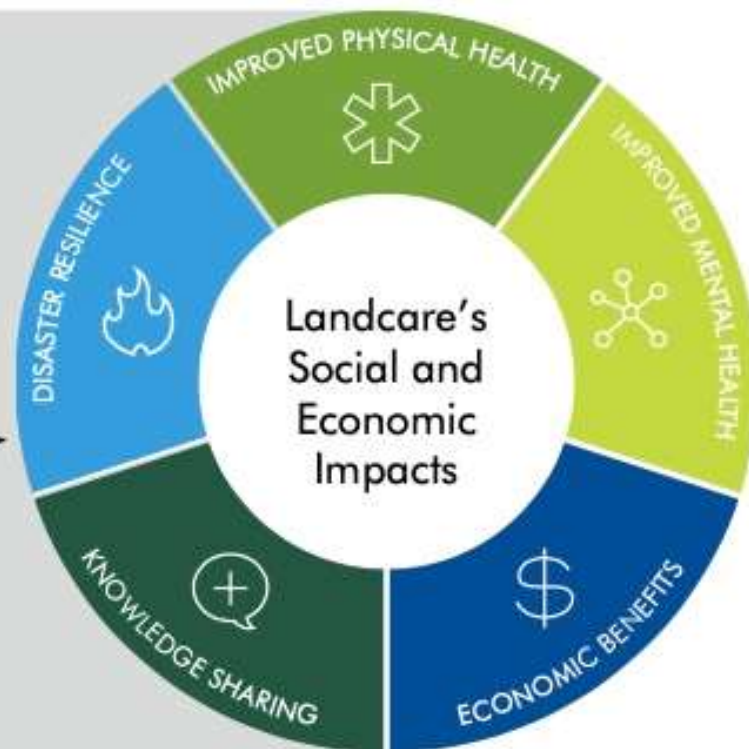 IMPROVED PHYSICAL HEALTH
IMPROVED MENTAL HEALTH
ECONOMIC BENEFITS
KNOWLEDGE SHARING
DISASTER RESILIENCE
Landcare's
Social and
Economic
Impacts